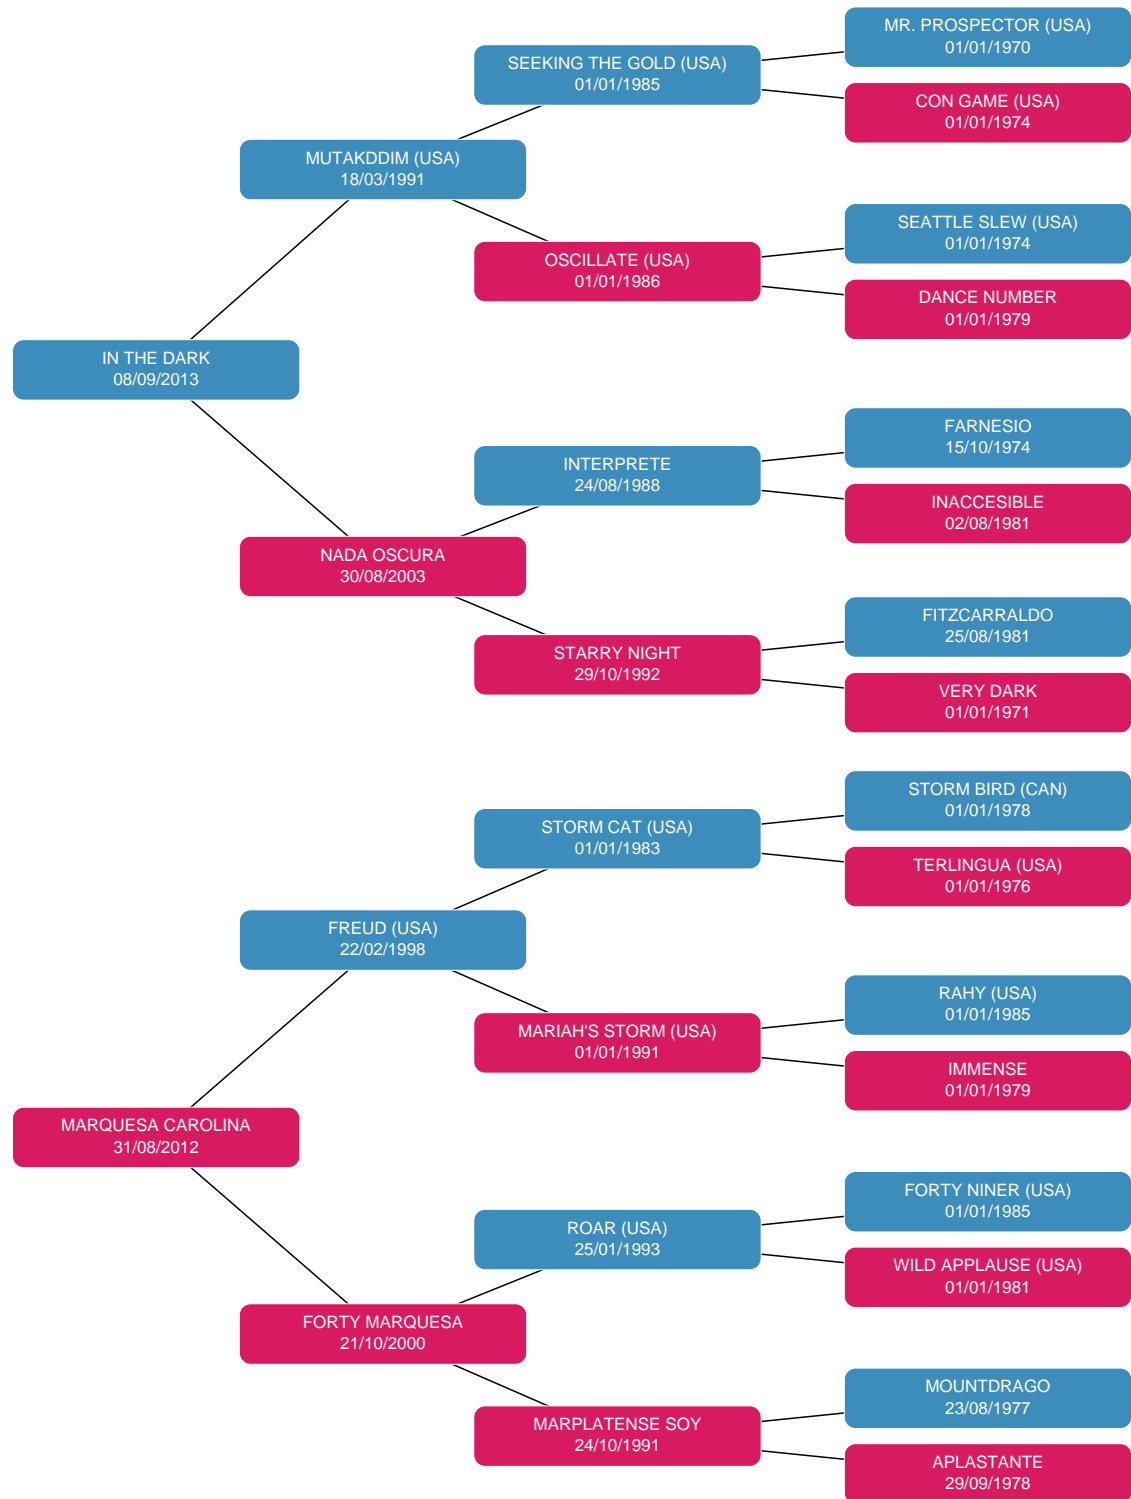 MR. PROSPECTOR (USA)
01/01/1970
SEEKING THE GOLD (USA)
01/01/1985
CON GAME (USA)
01/01/1974
MUTAKDDIM (USA)
18/03/1991
SEATTLE SLEW (USA)
01/01/1974
OSCILLATE (USA)
01/01/1986
DANCE NUMBER
01/01/1979
IN THE DARK
08/09/2013
FARNESIO
15/10/1974
INTERPRETE
24/08/1988
INACCESIBLE
02/08/1981
NADA OSCURA
30/08/2003
FITZCARRALDO
25/08/1981
STARRY NIGHT
29/10/1992
VERY DARK
01/01/1971
STORM BIRD (CAN)
01/01/1978
STORM CAT (USA)
01/01/1983
TERLINGUA (USA)
01/01/1976
FREUD (USA)
22/02/1998
RAHY (USA)
01/01/1985
MARIAH'S STORM (USA)
01/01/1991
IMMENSE
01/01/1979
MARQUESA CAROLINA
31/08/2012
FORTY NINER (USA)
01/01/1985
ROAR (USA)
25/01/1993
WILD APPLAUSE (USA)
01/01/1981
FORTY MARQUESA
21/10/2000
MOUNTDRAGO
23/08/1977
MARPLATENSE SOY
24/10/1991
APLASTANTE
29/09/1978